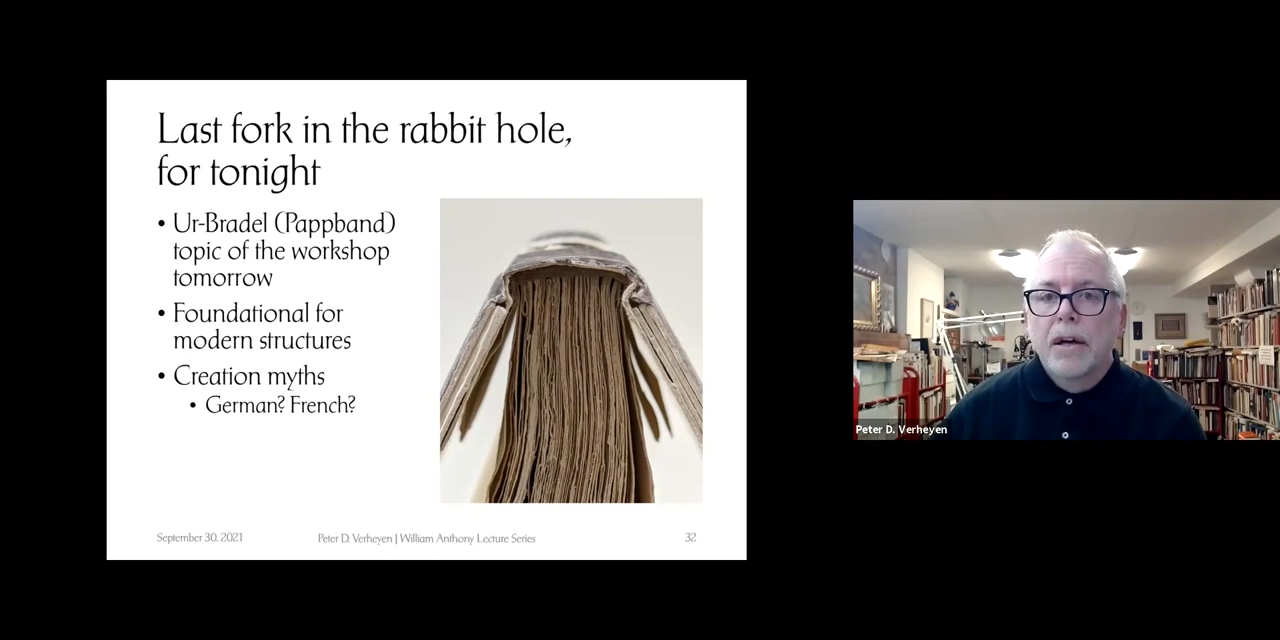 Last fork in the rabbit hole,
for tonight
• Ur-Bradel (Pappband)
topic of the workshop
tomorrow
• Foundational for
modern structures
• Creation myths
• German? French?
September 30, 2021
Peter D. Verheyen | William Anthony Lecture Series
32
Peter D. Verheyen